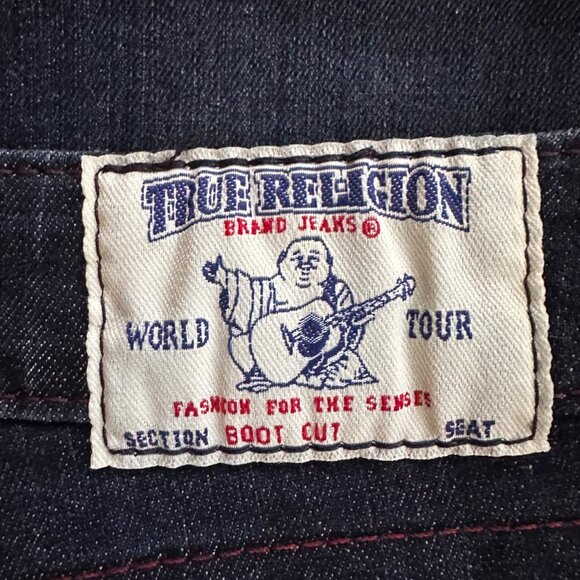 TRUE RELIGION
BRAND JEANS®
WORLD TOUR
FASHION FOR THE SENSES
SECTION BOOT CUT SEAT